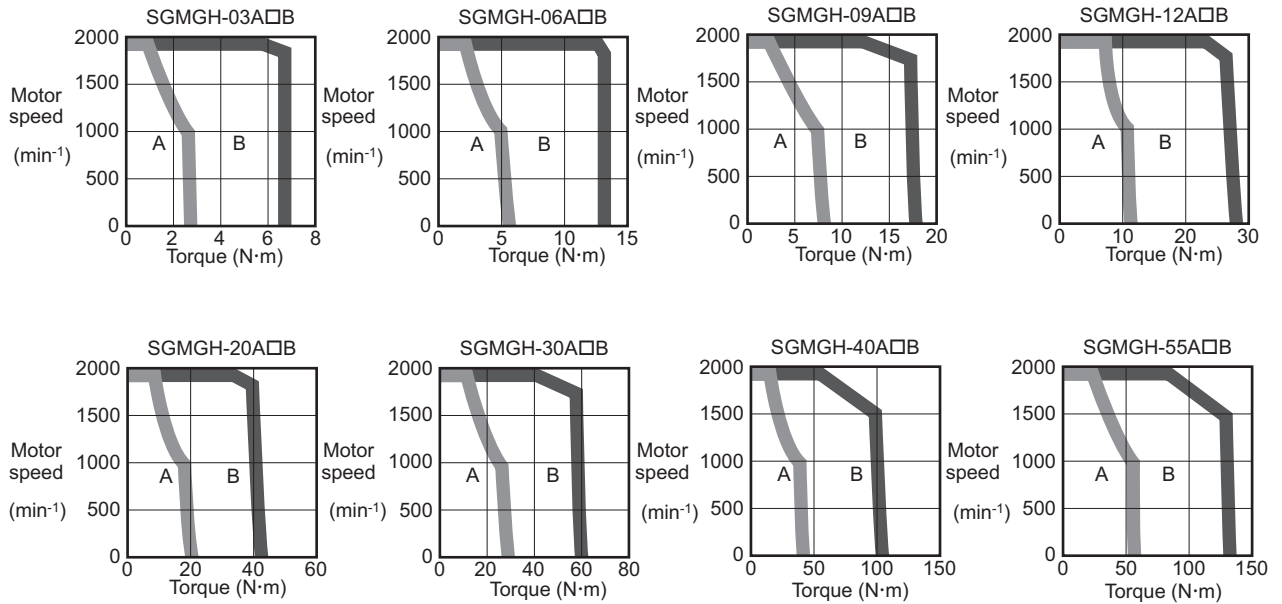 SGMGH-03A□B
2000
1500
1000
500
0
Motor
speed
(min-1)
A
B
0 2 4 6 8
Torque (N·m)
SGMGH-06A□B
2000
1500
1000
500
0
Motor
speed
(min-1)
A
B
0 5 10 15
Torque (N·m)
SGMGH-09A□B
2000
1500
1000
500
0
Motor
speed
(min-1)
A
B
0 5 10 15 20
Torque (N·m)
SGMGH-12A□B
2000
1500
1000
500
0
Motor
speed
(min-1)
A
B
0 10 20 30
Torque (N·m)
SGMGH-20A□B
2000
1500
1000
500
0
Motor
speed
(min-1)
A
B
0 20 40 60
Torque (N·m)
SGMGH-30A□B
2000
1500
1000
500
0
Motor
speed
(min-1)
A
B
0 20 40 60 80
Torque (N·m)
SGMGH-40A□B
2000
1500
1000
500
0
Motor
speed
(min-1)
A
B
0 50 100 150
Torque (N·m)
SGMGH-55A□B
2000
1500
1000
500
0
Motor
speed
(min-1)
A
B
0 50 100 150
Torque (N·m)